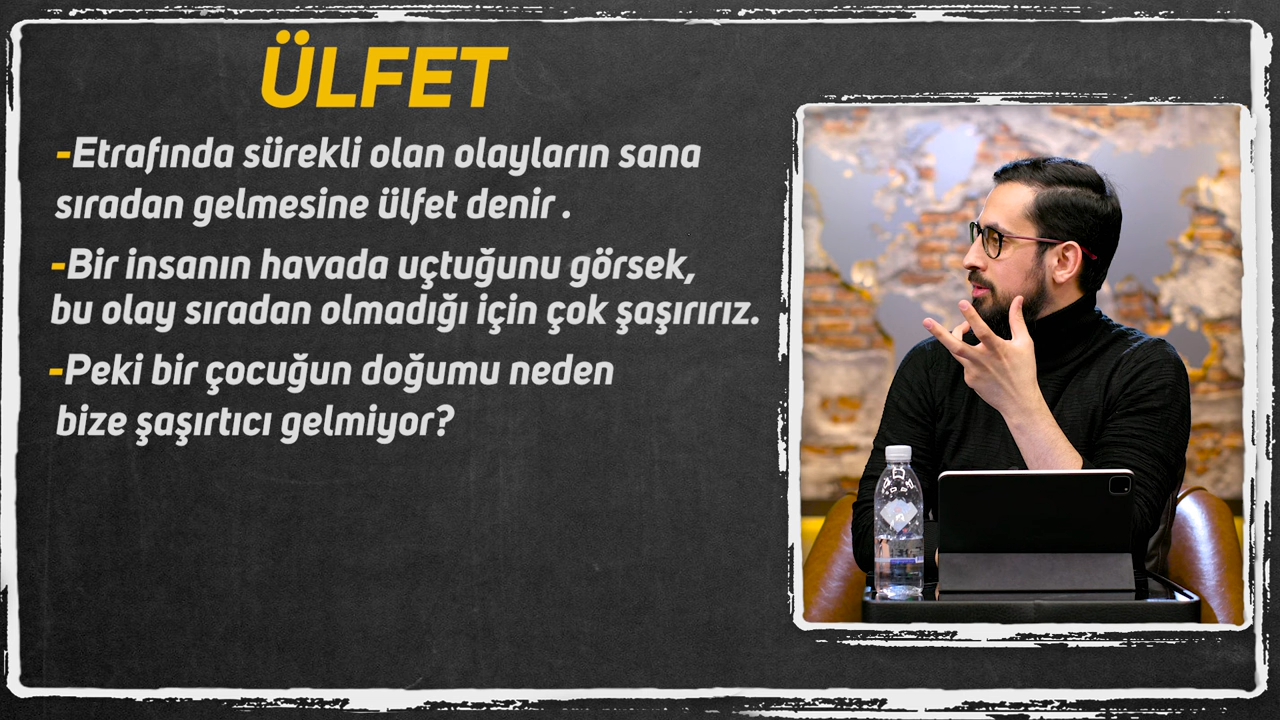 ÜLFET
-Etrafında sürekli olan olayların sana
sıradan gelmesine ülfet denir .
-Bir insanın havada uçtuğunu görsek,
bu olay sıradan olmadığı için çok şaşırırız.
-Peki bir çocuğun doğumu neden
bize şaşırtıcı gelmiyor?